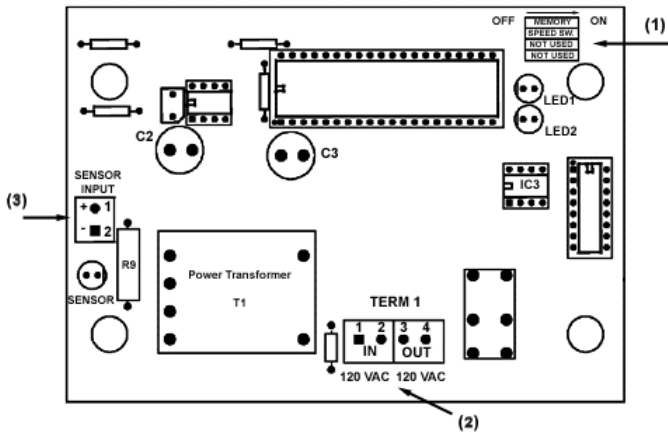 OFF MEMORY ON
SPEED SW.
NOT USED
NOT USED
(1)
LED1
LED2
C2
C3
SENSOR
INPUT
(3)
+ 1
- 2
IC3
R9
SENSOR
Power Transformer
T1
TERM 1
1 2 3 4
IN OUT
120 VAC 120 VAC
(2)